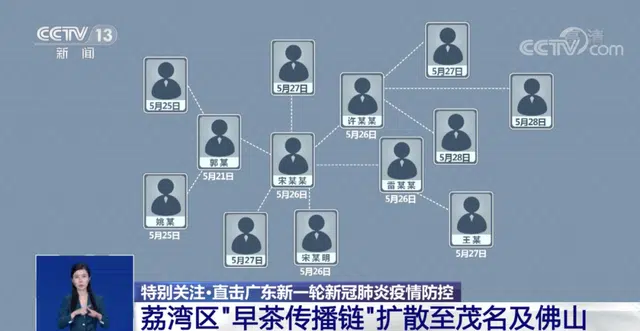 CCTV 13
新闻
CCTV.com
5月25日
5月27日
5月27日
5月28日
许某某
5月26日
5月28日
郭某
5月21日
宋某某
5月26日
雷某某
5月26日
姚某
5月25日
5月27日
宋某明
5月26日
王某
5月27日
特别关注·直击广东新一轮新冠肺炎疫情防控
荔湾区"早茶传播链"扩散至茂名及佛山